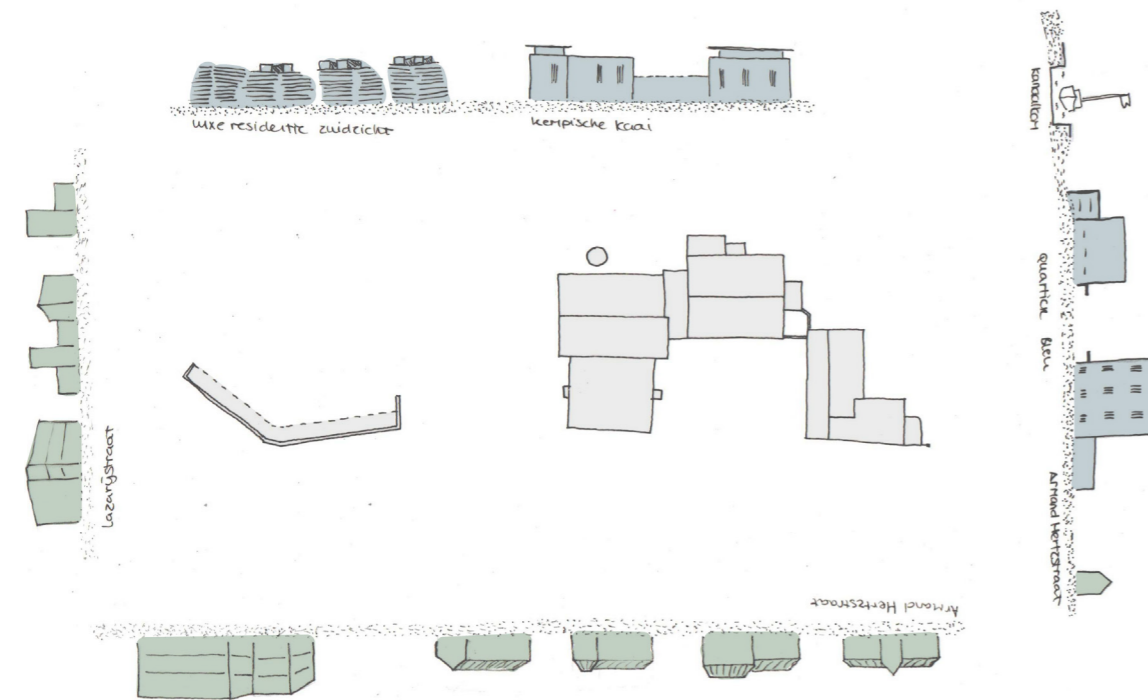 luxe residentie zuidzicht
kempische kaai
kanaalkom
quartier Bleu
Armand Hertzstraat
Lazarijstraat
Armand Hertzstraat